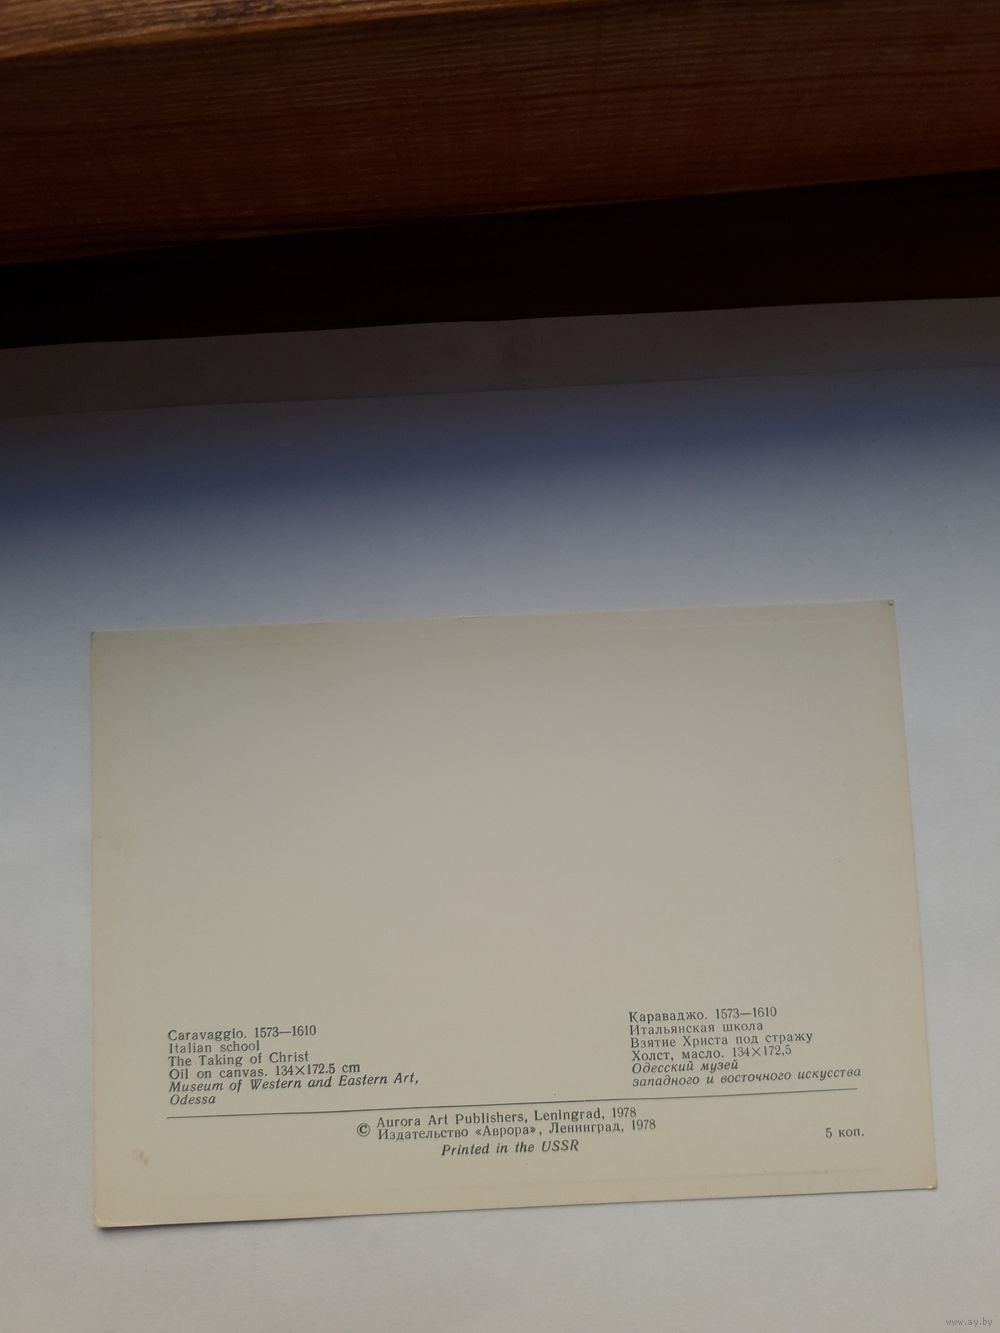 Caravaggio. 1573—1610
Italian school
The Taking of Christ
Oil on canvas. 134×172.5 cm
Museum of Western and Eastern Art,
Odessa
Караваджо. 1573—1610
Итальянская школа
Взятие Христа под стражу
Холст, масло. 134×172,5
Одесский музей
западного и восточного искусства
© Aurora Art Publishers, Leningrad, 1978
Издательство «Аврора», Ленинград, 1978
Printed in the USSR
5 коп.
www.ay.by